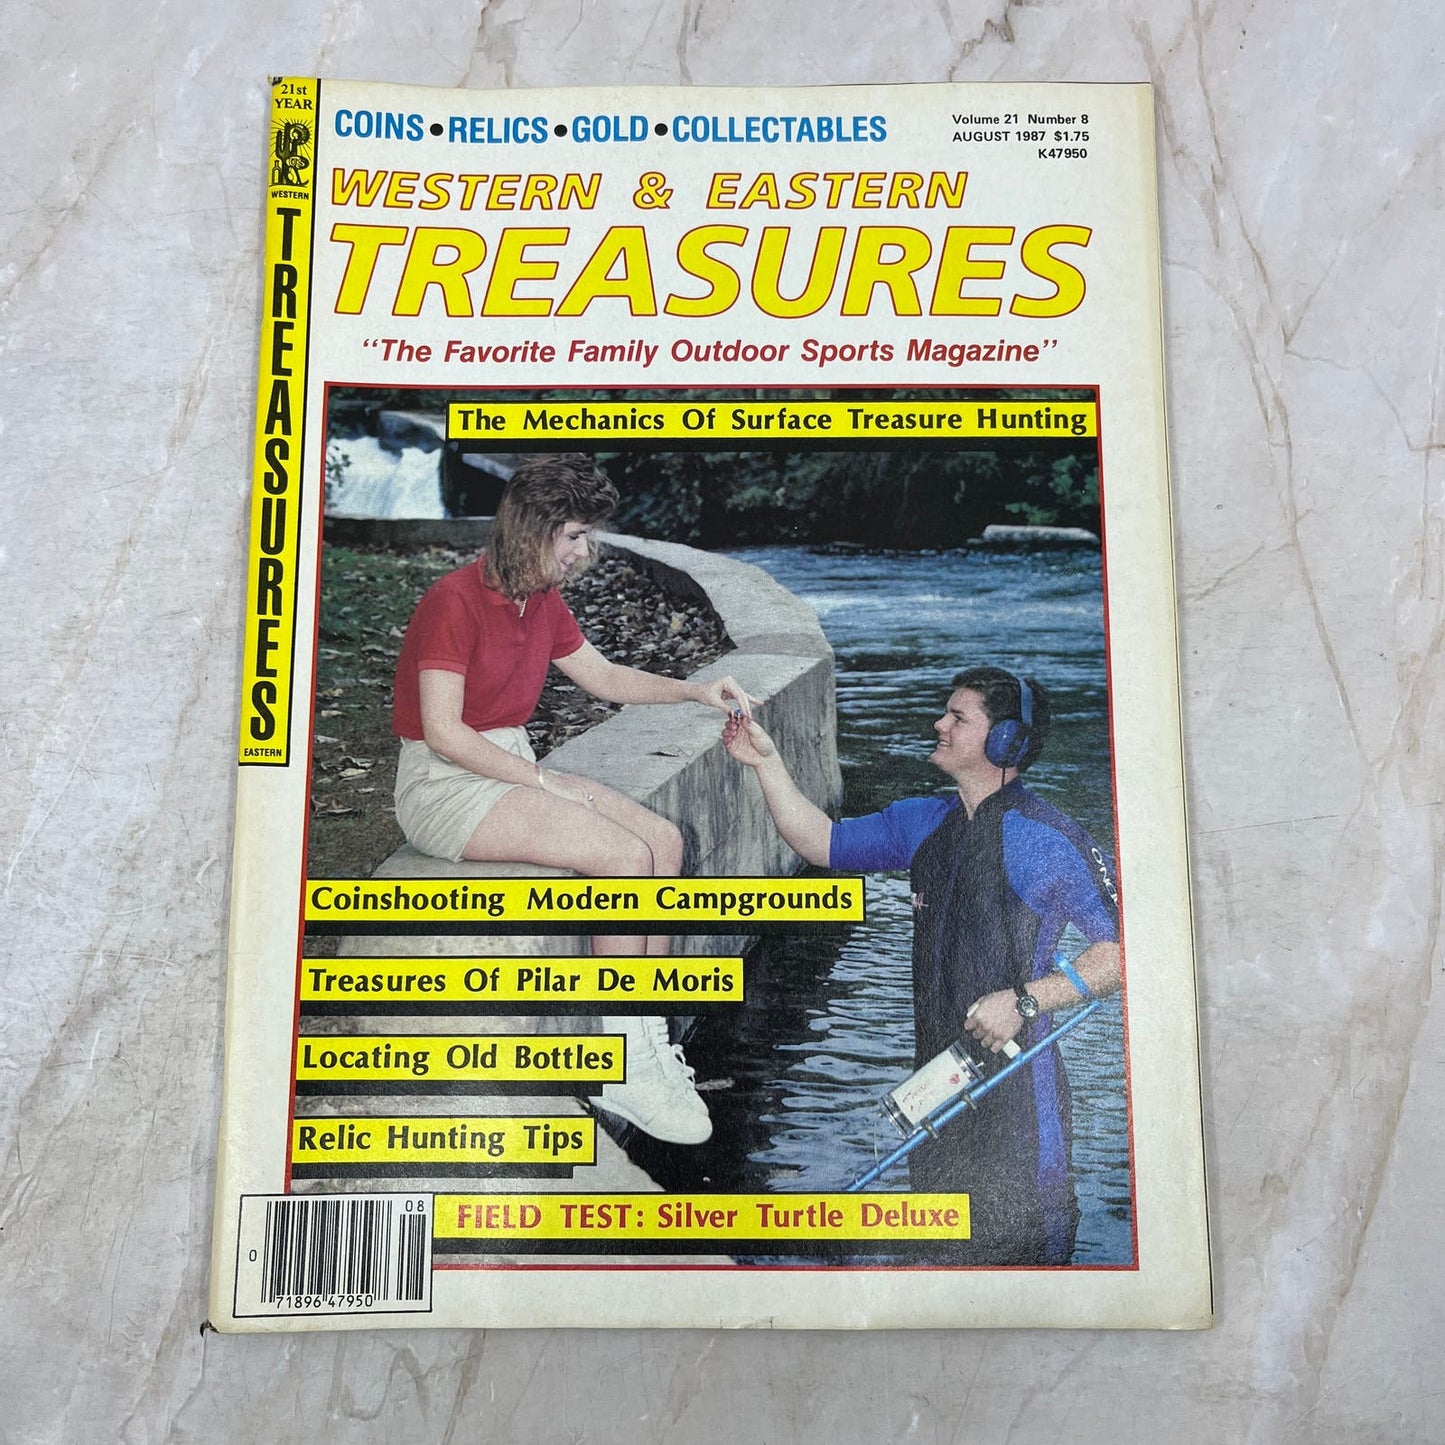 21st
YEAR
WESTERN
TREASURES
EASTERN
COINS•RELICS•GOLD•COLLECTABLES
Volume 21 Number 8
AUGUST 1987 $1.75
K47950
WESTERN & EASTERN
TREASURES
“The Favorite Family Outdoor Sports Magazine”
The Mechanics Of Surface Treasure Hunting
Coinshooting Modern Campgrounds
Treasures Of Pilar De Moris
Locating Old Bottles
Relic Hunting Tips
FIELD TEST: Silver Turtle Deluxe
08
0
71896 47950